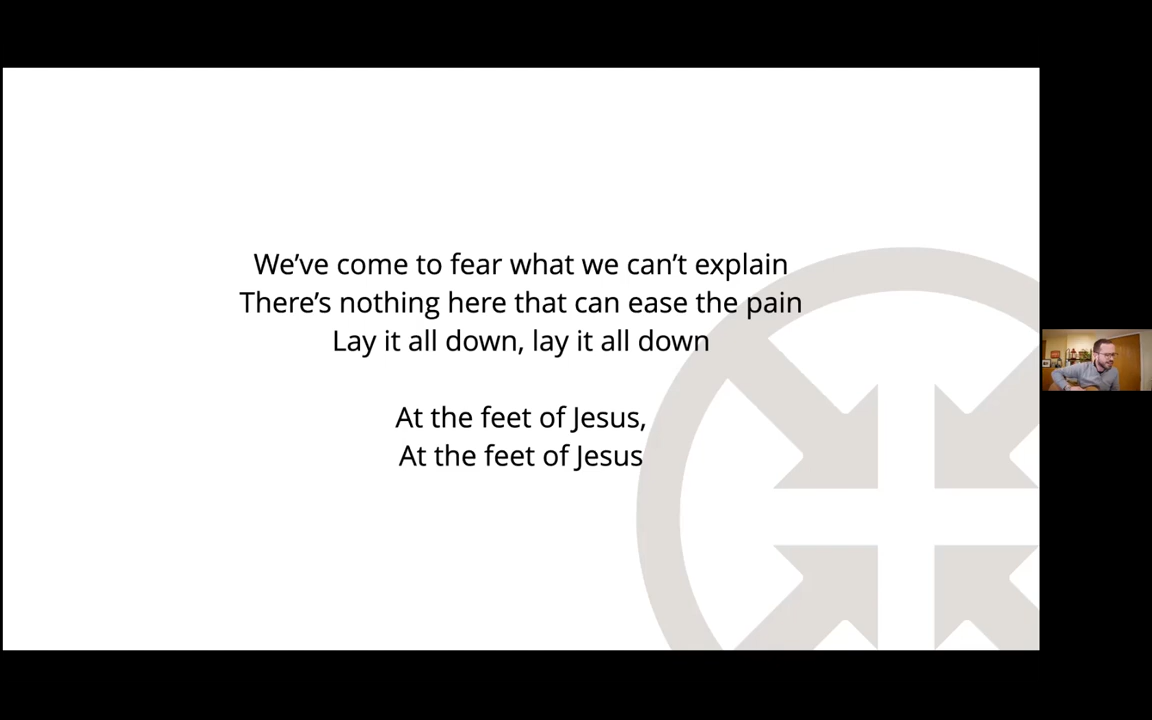 We’ve come to fear what we can’t explain
There’s nothing here that can ease the pain
Lay it all down, lay it all down
At the feet of Jesus,
At the feet of Jesus